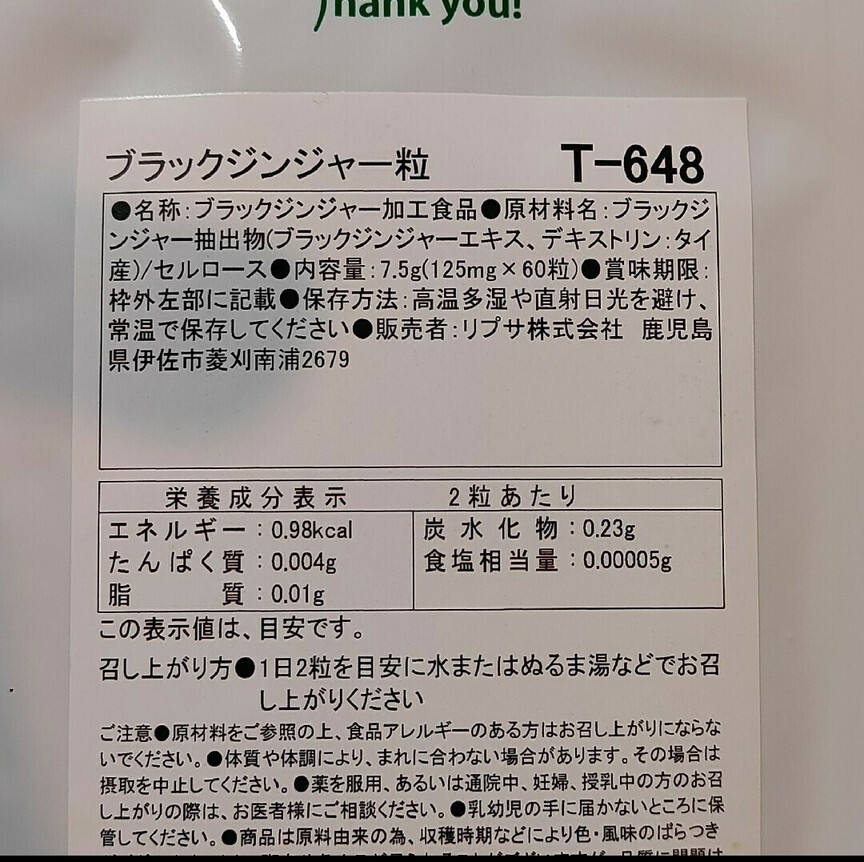 Thank you!
ブラックジンジャー粒 T-648
●名称:ブラックジンジャー加工食品●原材料名:ブラックジ
ンジャー抽出物(ブラックジンジャーエキス、デキストリン:タイ
産)/セルロース●内容量:7.5g(125mg×60粒)●賞味期限:
枠外左部に記載●保存方法:高温多湿や直射日光を避け、
常温で保存してください●販売者:リプサ株式会社 鹿児島
県伊佐市菱刈南浦2679
栄養成分表示 2粒あたり
エネルギー:0.98kcal 炭水化物:0.23g
たんぱく質:0.004g 食塩相当量:0.00005g
脂質:0.01g
この表示値は、目安です。
召し上がり方●1日2粒を目安に水またはぬるま湯などでお召
し上がりください
ご注意●原材料をご参照の上、食品アレルギーのある方はお召し上がりにならな
いでください。●体質や体調により、まれに合わない場合があります。その場合は
摂取を中止してください。●薬を服用、あるいは通院中、妊婦、授乳中の方のお召
し上がりの際は、お医者様にご相談ください。●乳幼児の手に届かないところに保
管してください。●商品は原料由来の為、収穫時期などにより色・風味のばらつき